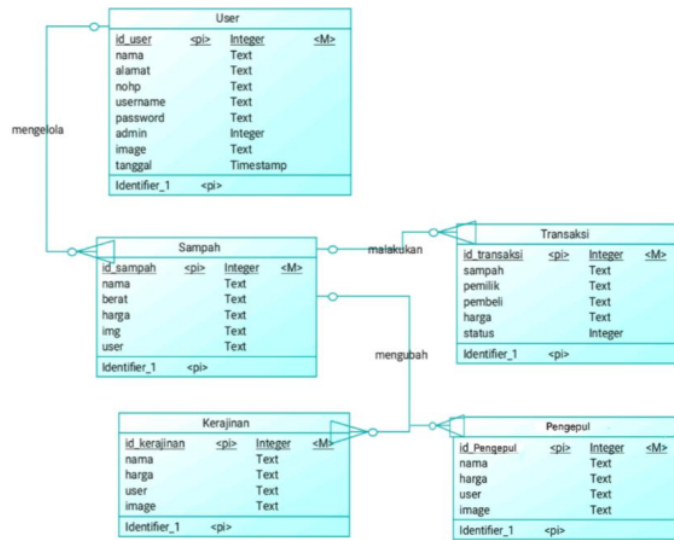 User
id_user <pi> Integer <M>
nama Text
alamat Text
nohp Text
username Text
password Text
admin Integer
image Text
tanggal Timestamp
Identifier_1 <pi>
mengelola
Sampah
id_sampah <pi> Integer <M>
nama Text
berat Text
harga Text
img Text
user Text
Identifier_1 <pi>
malakukan
Transaksi
id_transaksi <pi> Integer <M>
sampah Text
pemilik Text
pembeli Text
harga Text
status Integer
Identifier_1 <pi>
mengubah
Kerajinan
id_kerajinan <pi> Integer <M>
nama Text
harga Text
user Text
image Text
Identifier_1 <pi>
Pengepul
id_Pengepul <pi> Integer <M>
nama Text
harga Text
user Text
image Text
Identifier_1 <pi>